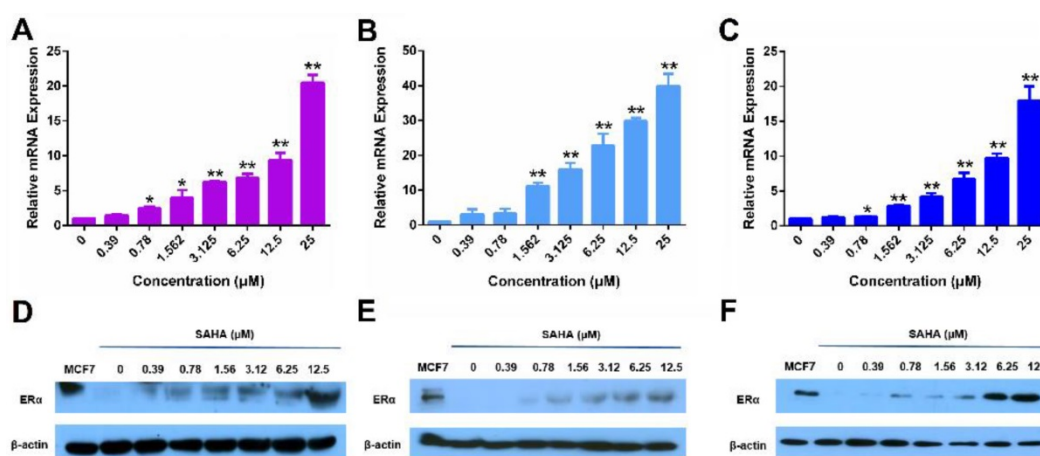 A
B
C
Relative mRNA Expression
25
20
15
10
5
0
*
*
**
**
**
**
0
0.39
0.78
1.562
3.125
6.25
12.5
25
Concentration (µM)
Relative mRNA Expression
50
40
30
20
10
0
**
**
**
**
**
0
0.39
0.78
1.562
3.125
6.25
12.5
25
Concentration (µM)
Relative mRNA Expression
25
20
15
10
5
0
*
**
**
**
**
**
0
0.39
0.78
1.562
3.125
6.25
12.5
25
Concentration (µM)
D
SAHA (µM)
MCF7 0 0.39 0.78 1.56 3.12 6.25 12.5
ERα
β-actin
E
SAHA (µM)
MCF7 0 0.39 0.78 1.56 3.12 6.25 12.5
ERα
β-actin
F
SAHA (µM)
MCF7 0 0.39 0.78 1.56 3.12 6.25 12
ERα
β-actin